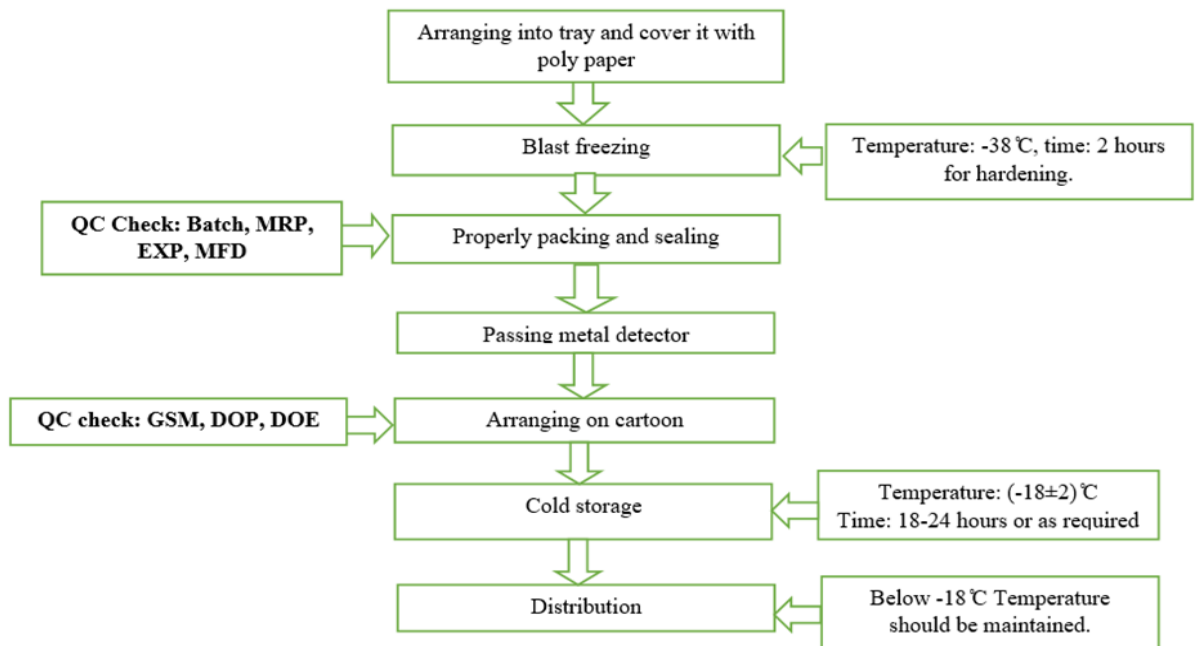 Arranging into tray and cover it with
poly paper
Blast freezing
Temperature: -38℃, time: 2 hours
for hardening.
QC Check: Batch, MRP,
EXP, MFD
Properly packing and sealing
Passing metal detector
QC check: GSM, DOP, DOE
Arranging on cartoon
Cold storage
Temperature: (-18±2)℃
Time: 18-24 hours or as required
Distribution
Below -18℃ Temperature
should be maintained.